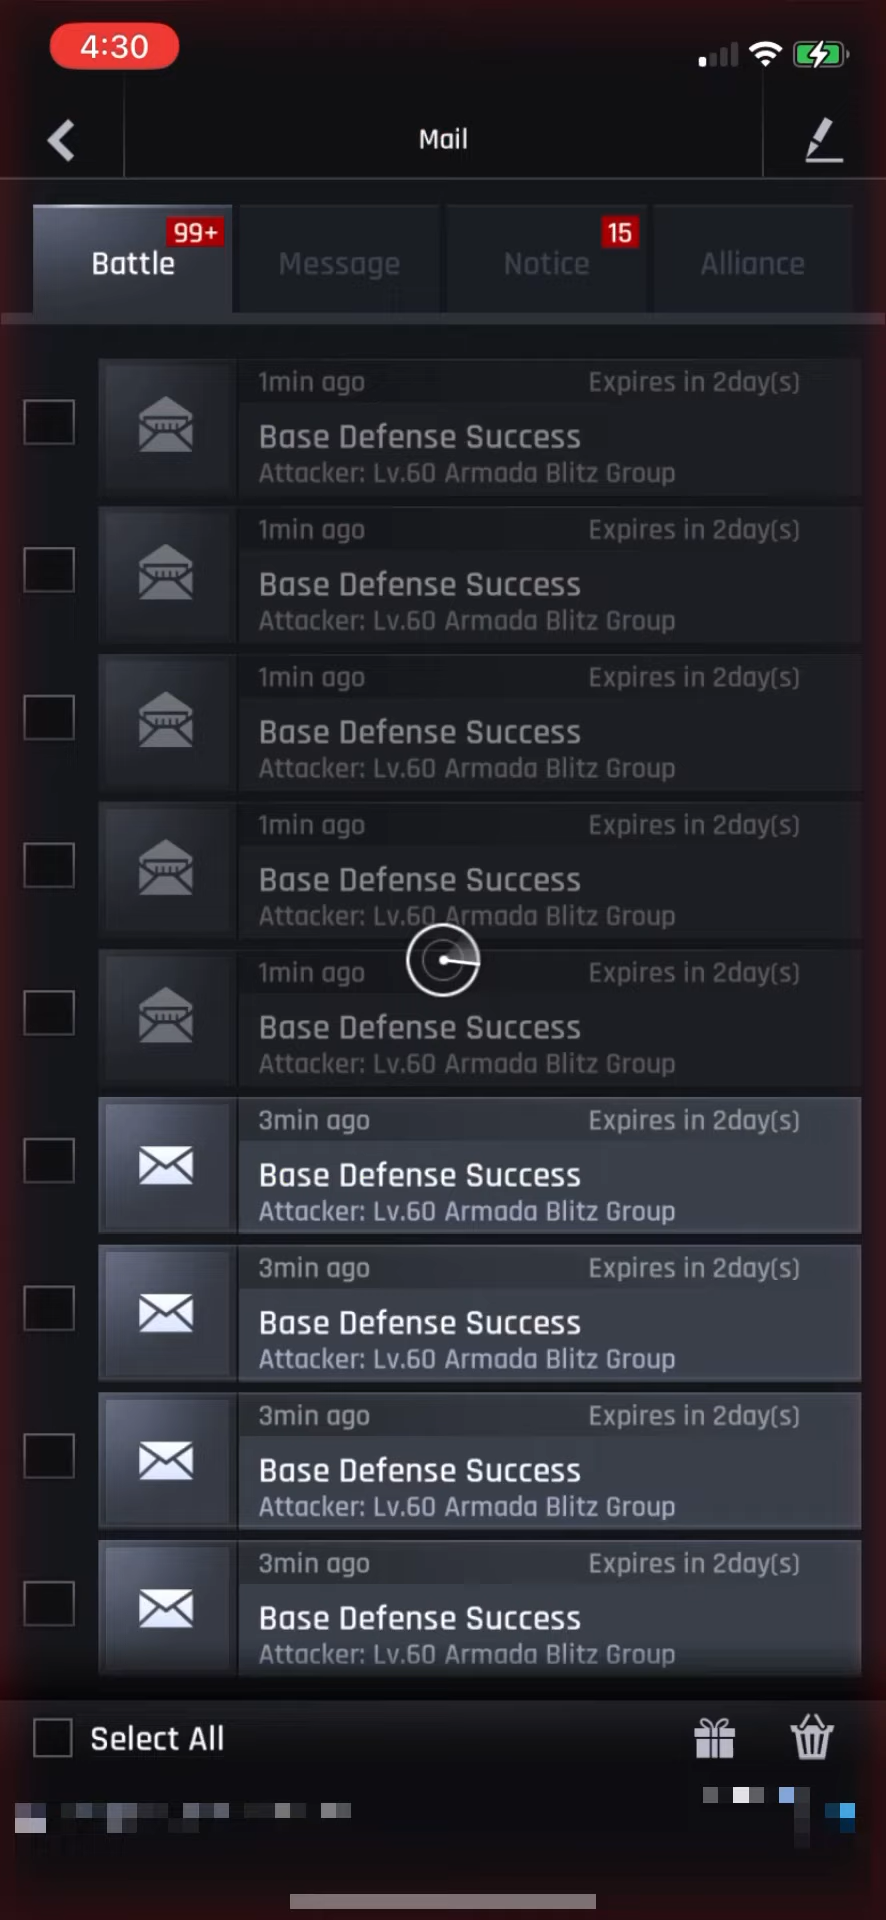 4:30
Mail
Battle 99+
Message
Notice 15
Alliance
1min ago Expires in 2day(s)
Base Defense Success
Attacker: Lv.60 Armada Blitz Group
1min ago Expires in 2day(s)
Base Defense Success
Attacker: Lv.60 Armada Blitz Group
1min ago Expires in 2day(s)
Base Defense Success
Attacker: Lv.60 Armada Blitz Group
1min ago Expires in 2day(s)
Base Defense Success
Attacker: Lv.60 Armada Blitz Group
1min ago Expires in 2day(s)
Base Defense Success
Attacker: Lv.60 Armada Blitz Group
3min ago Expires in 2day(s)
Base Defense Success
Attacker: Lv.60 Armada Blitz Group
3min ago Expires in 2day(s)
Base Defense Success
Attacker: Lv.60 Armada Blitz Group
3min ago Expires in 2day(s)
Base Defense Success
Attacker: Lv.60 Armada Blitz Group
3min ago Expires in 2day(s)
Base Defense Success
Attacker: Lv.60 Armada Blitz Group
Select All